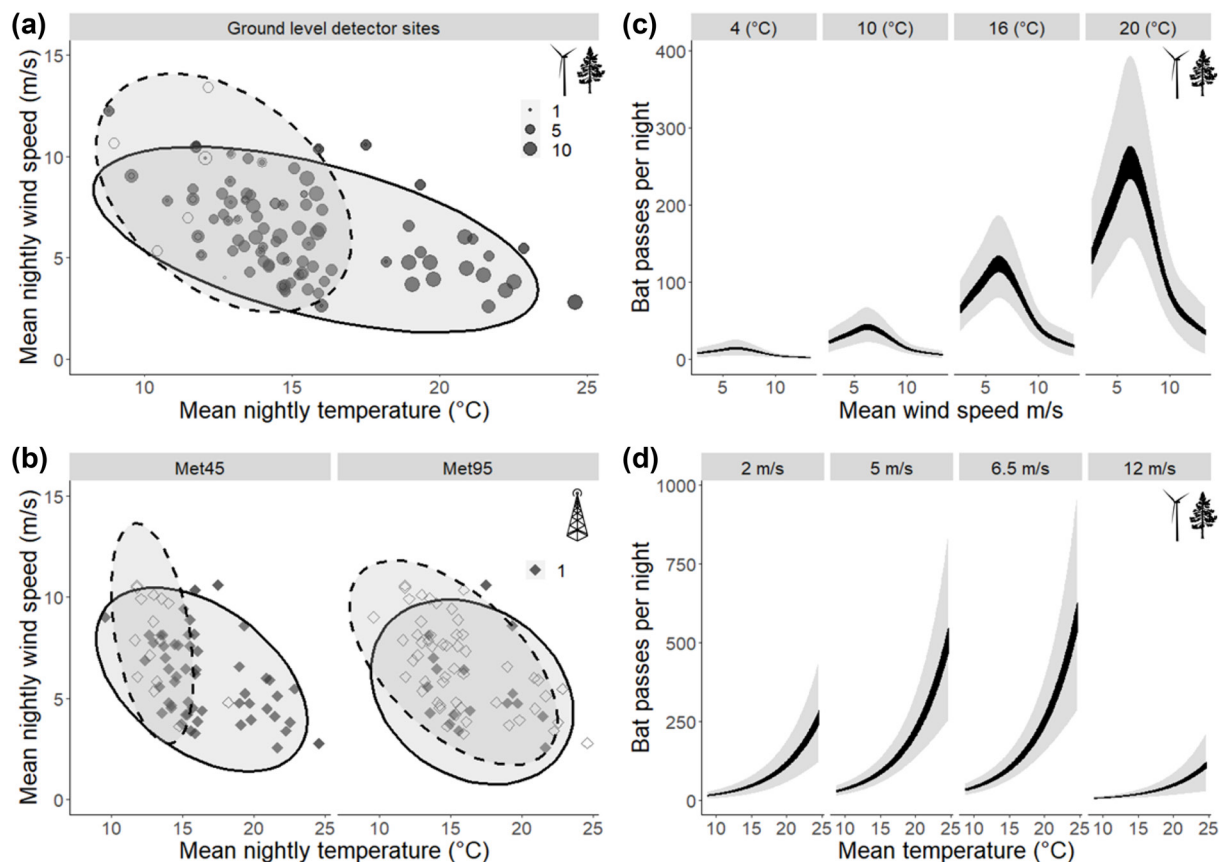 (a)
Ground level detector sites
Mean nightly wind speed (m/s)
15
10
5
0
1
5
10
10 15 20 25
Mean nightly temperature (°C)
(c)
4 (°C) 10 (°C) 16 (°C) 20 (°C)
Bat passes per night
400
300
200
100
0
5 10 5 10 5 10 5 10
Mean wind speed m/s
(b)
Met45 Met95
Mean nightly wind speed (m/s)
15
10
5
0
1
10 15 20 25 10 15 20 25
Mean nightly temperature (°C)
(d)
2 m/s 5 m/s 6.5 m/s 12 m/s
Bat passes per night
1000
750
500
250
0
10 15 20 25 10 15 20 25 10 15 20 25 10 15 20 25
Mean temperature (°C)